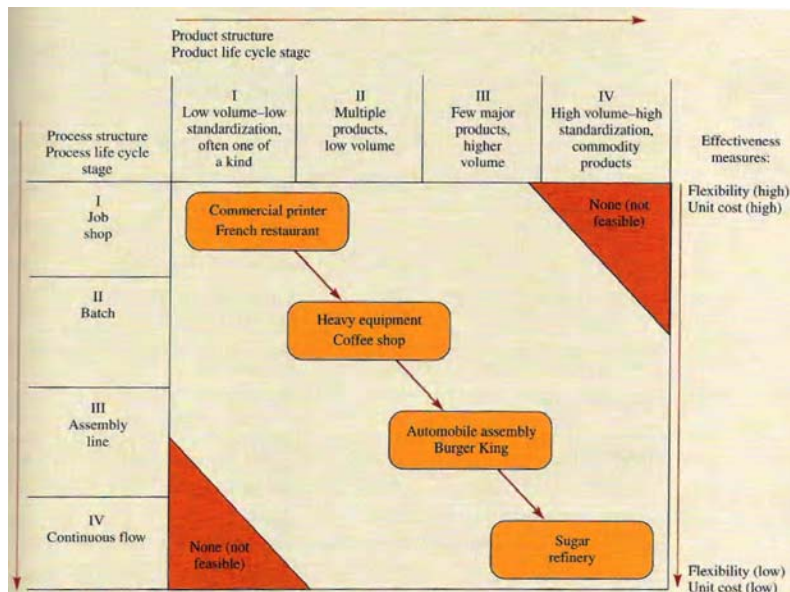 Product structure
Product life cycle stage
Process structure
Process life cycle
stage
I
Low volume–low
standardization,
often one of
a kind
II
Multiple
products,
low volume
III
Few major
products,
higher
volume
IV
High volume–high
standardization,
commodity
products
Effectiveness
measures:
I
Job
shop
Commercial printer
French restaurant
None (not
feasible)
Flexibility (high)
Unit cost (high)
II
Batch
Heavy equipment
Coffee shop
III
Assembly
line
Automobile assembly
Burger King
IV
Continuous flow
None (not
feasible)
Sugar
refinery
Flexibility (low)
Unit cost (low)